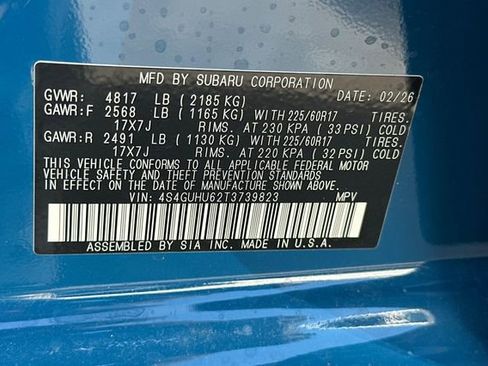 MFD BY SUBARU CORPORATION
GVWR: 4817 LB (2185 KG) DATE: 02/26
GAWR:F 2568 LB (1165 KG) WITH 225/60R17 TIRES.
17X7J RIMS. AT 230 KPA (33 PSI) COLD
GAWR:R 2491 LB (1130 KG) WITH 225/60R17 TIRES.
17X7J RIMS. AT 220 KPA (32 PSI) COLD
THIS VEHICLE CONFORMS TO ALL APPLICABLE FEDERAL MOTOR
VEHICLE SAFETY STANDARDS IN EFFECT ON THE DATE OF
MANUFACTURE SHOWN ABOVE.
VIN: 4S4GUHU62T3739823 MPV
ASSEMBLED BY SIA INC. MADE IN U.S.A.